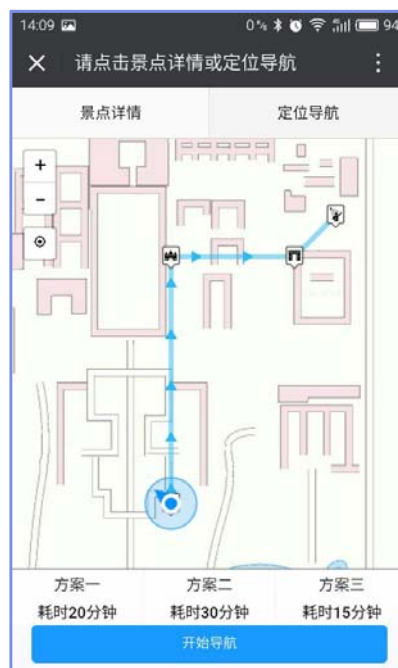 14:09 0% 94
请点击景点详情或定位导航
景点详情 定位导航
+
−
方案一 方案二 方案三
耗时20分钟 耗时30分钟 耗时15分钟
开始导航